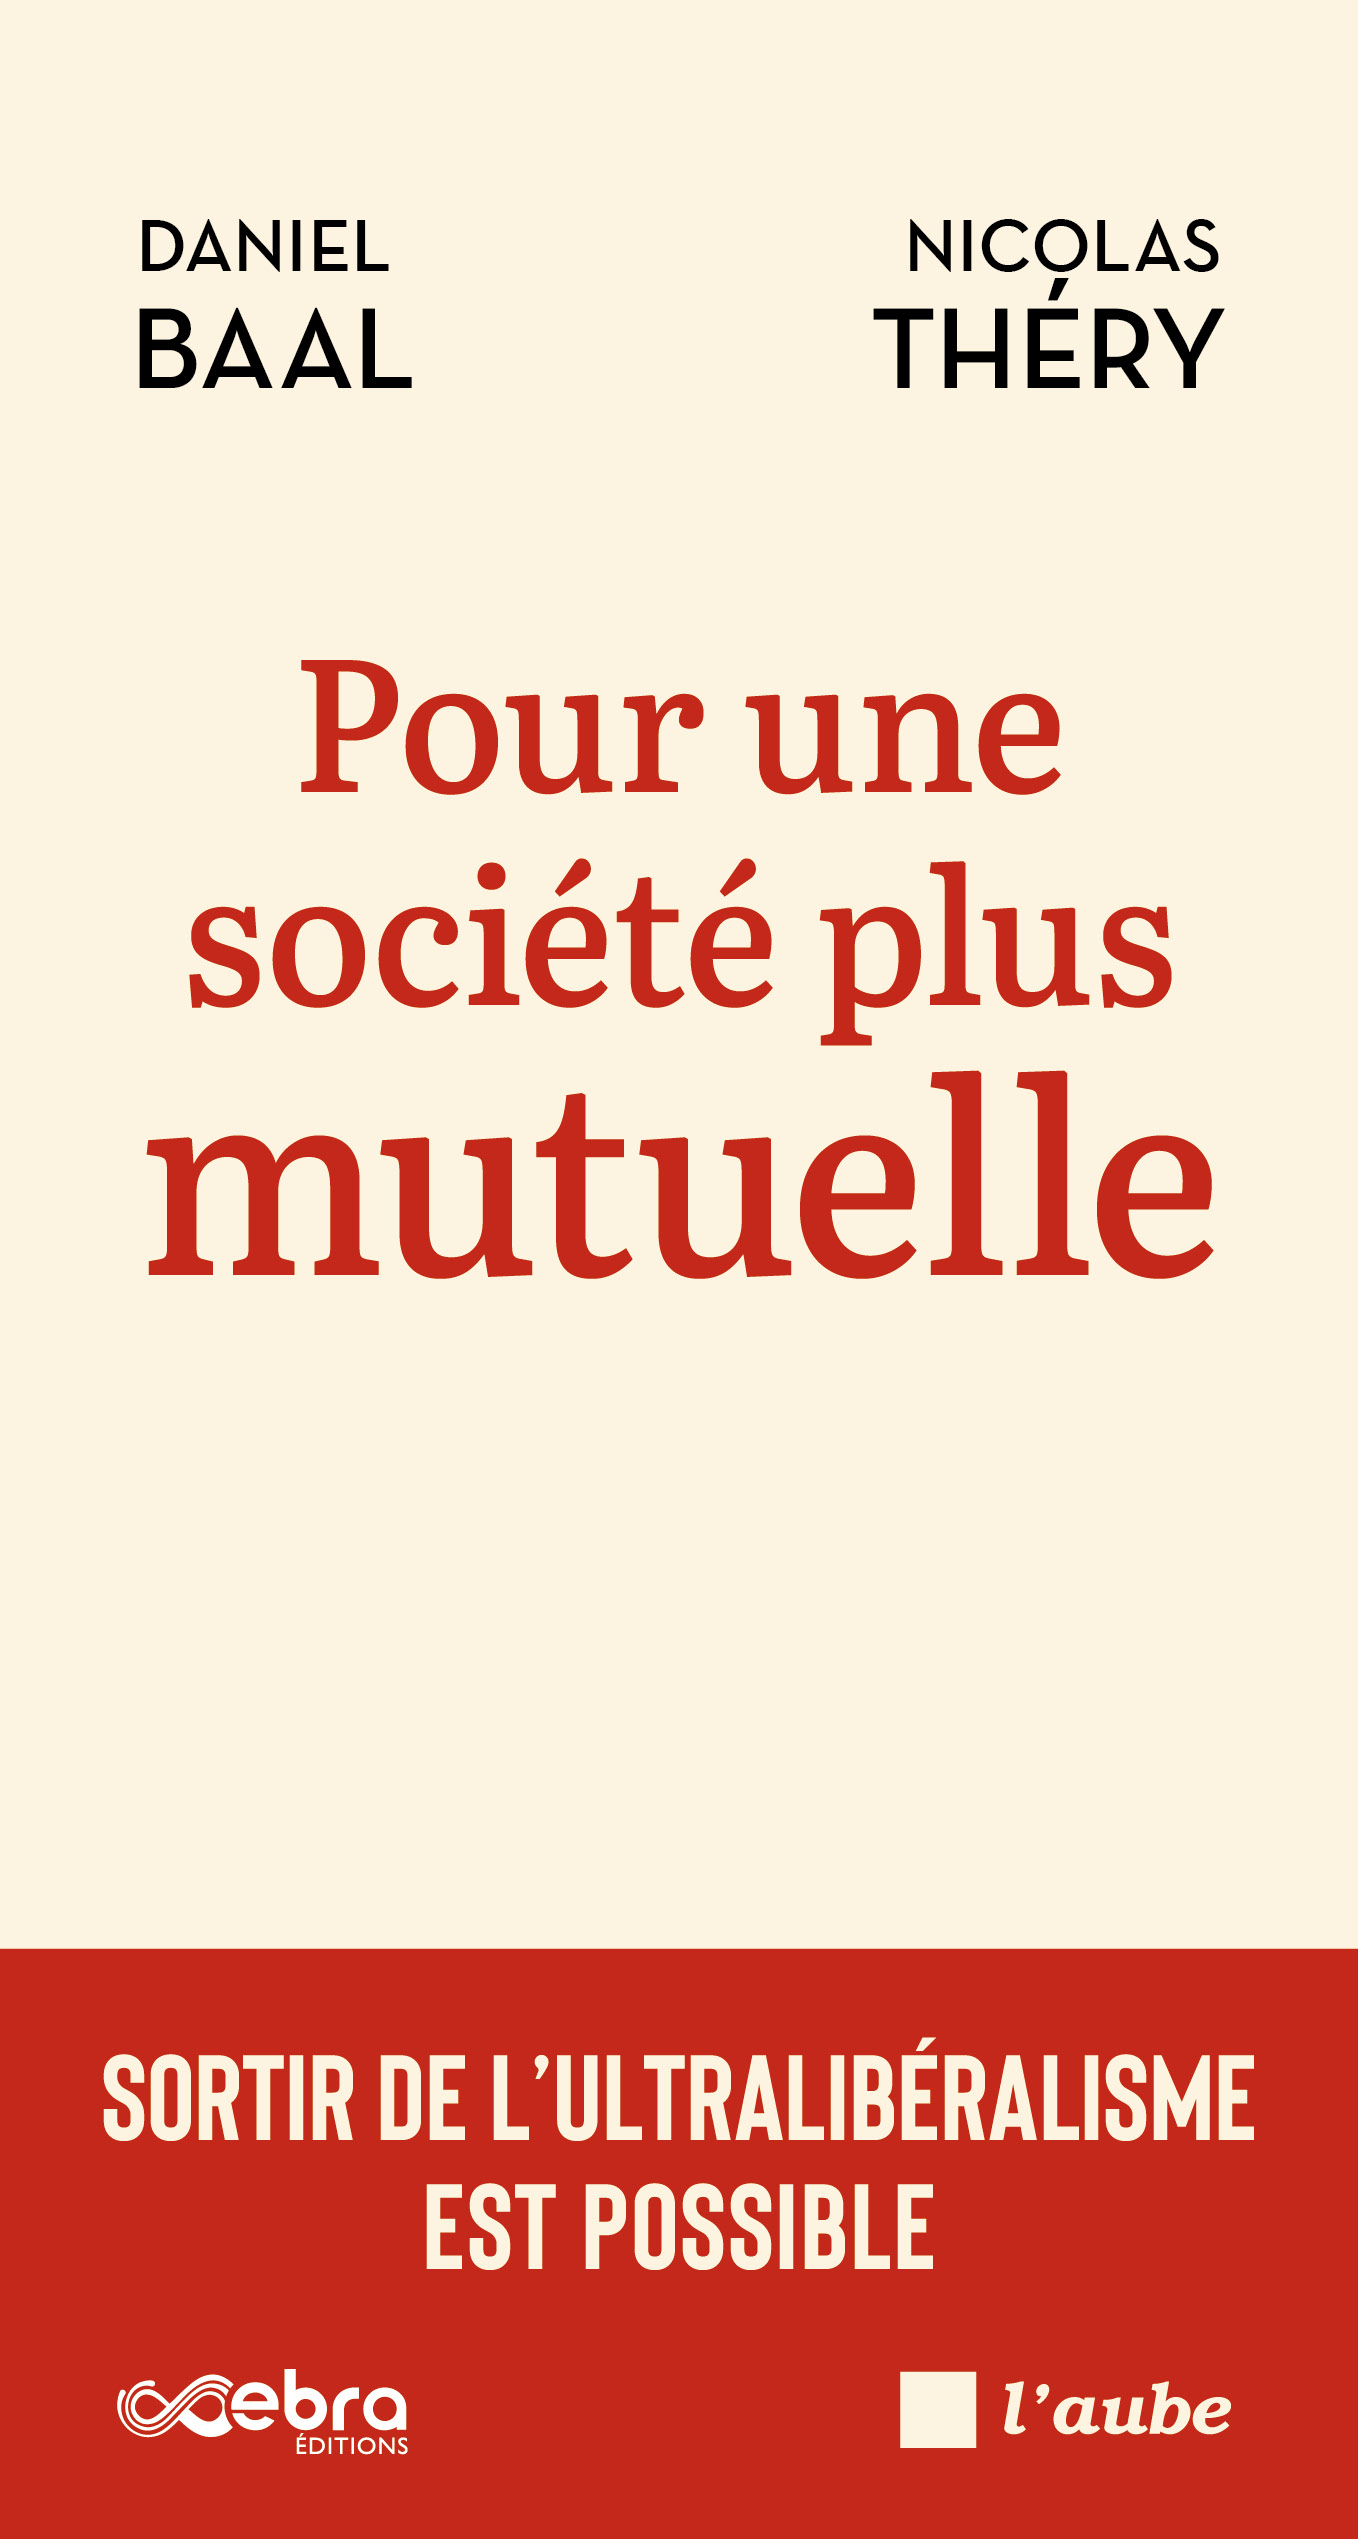 DANIEL
BAAL
NICOLAS
THÉRY
Pour une
société plus
mutuelle
SORTIR DE L’ULTRALIBÉRALISME
EST POSSIBLE
ebra
ÉDITIONS
l’aube